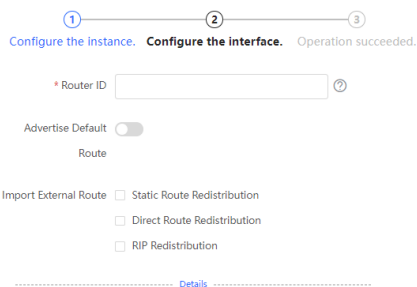 1 2 3
Configure the instance. Configure the interface. Operation succeeded.
* Router ID ?
Advertise Default
Route
Import External Route Static Route Redistribution
Direct Route Redistribution
RIP Redistribution
Details